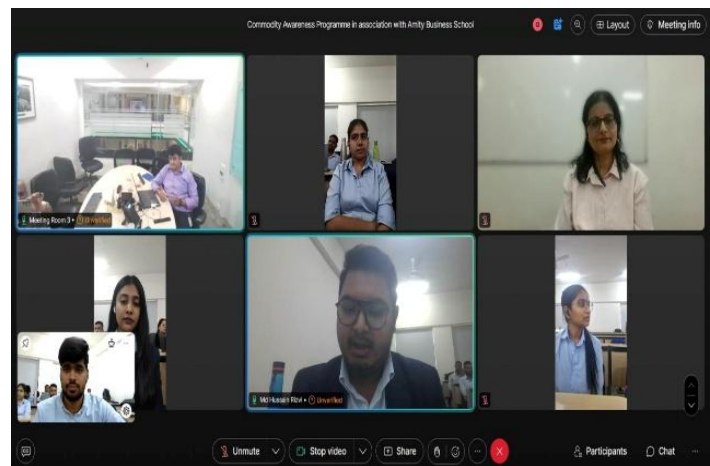 Commodity Awareness Programme in association with Amity Business School
Layout
Meeting info
Meeting Room 3 • Unverified
Md Hussain Rizvi • Unverified
Unmute
Stop video
Share
Participants
Chat